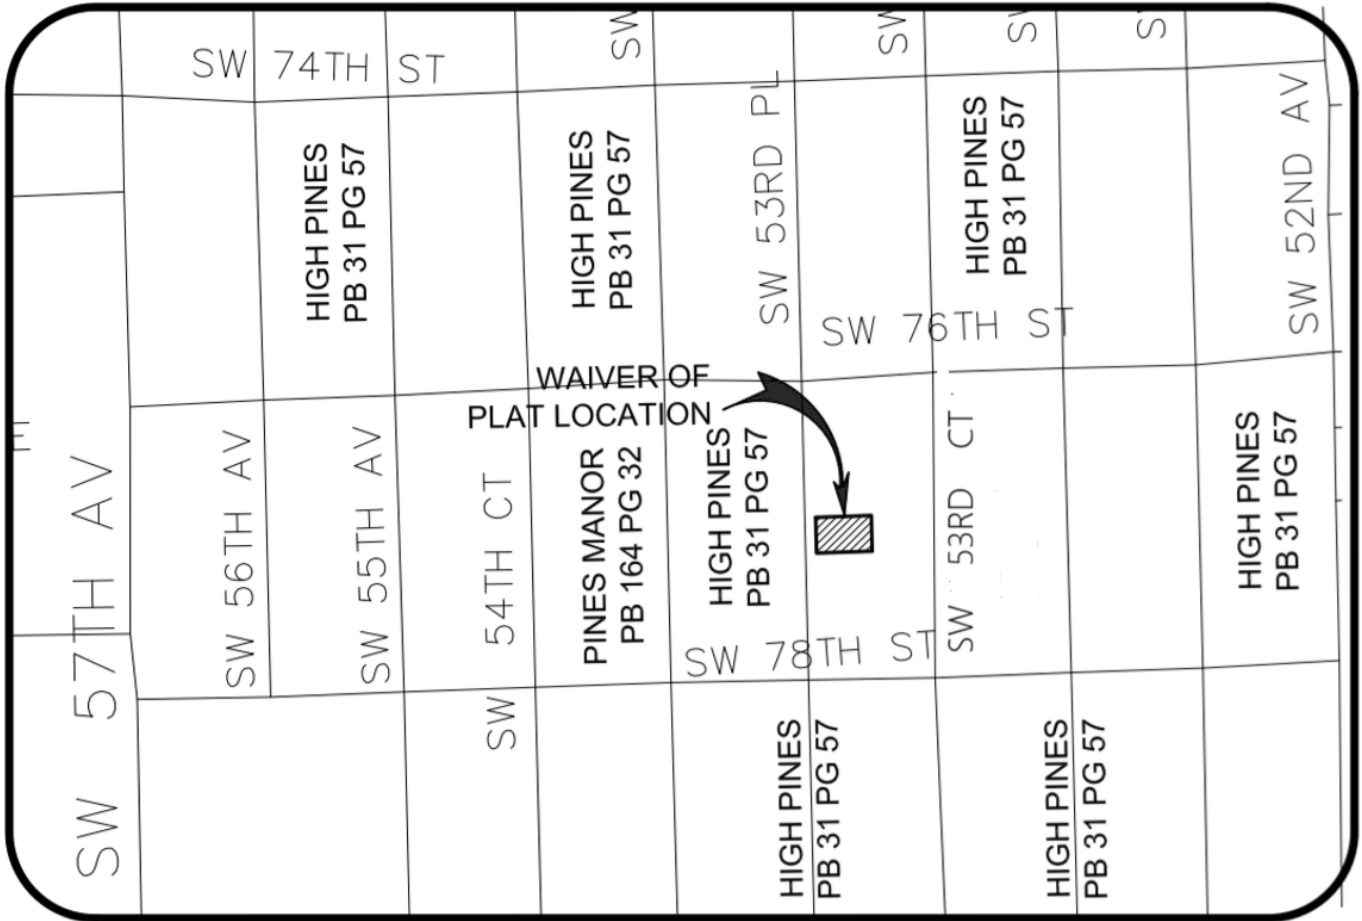 SW 74TH ST
SW
SW
SW
S
HIGH PINES
PB 31 PG 57
HIGH PINES
PB 31 PG 57
SW 53RD PL
HIGH PINES
PB 31 PG 57
SW 52ND AV
SW 76TH ST
WAIVER OF
PLAT LOCATION
E
SW 57TH AV
SW 56TH AV
SW 55TH AV
SW 54TH CT
PINES MANOR
PB 164 PG 32
HIGH PINES
PB 31 PG 57
SW 53RD CT
HIGH PINES
PB 31 PG 57
SW 78TH ST
HIGH PINES
PB 31 PG 57
HIGH PINES
PB 31 PG 57